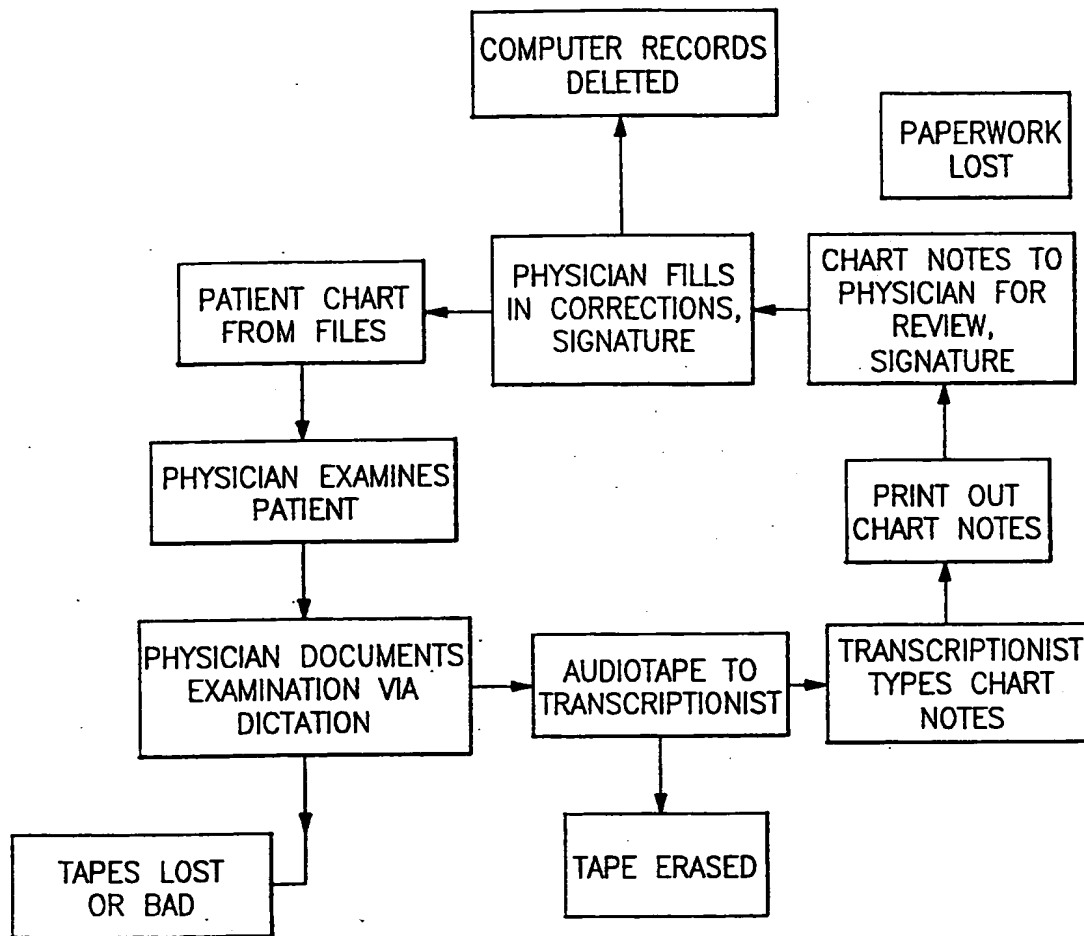 COMPUTER RECORDS
DELETED
PAPERWORK
LOST
PATIENT CHART
FROM FILES
PHYSICIAN FILLS
IN CORRECTIONS,
SIGNATURE
CHART NOTES TO
PHYSICIAN FOR
REVIEW,
SIGNATURE
PHYSICIAN EXAMINES
PATIENT
PRINT OUT
CHART NOTES
PHYSICIAN DOCUMENTS
EXAMINATION VIA
DICTATION
AUDIOTAPE TO
TRANSCRIPTIONIST
TRANSCRIPTIONIST
TYPES CHART
NOTES
TAPES LOST
OR BAD
TAPE ERASED